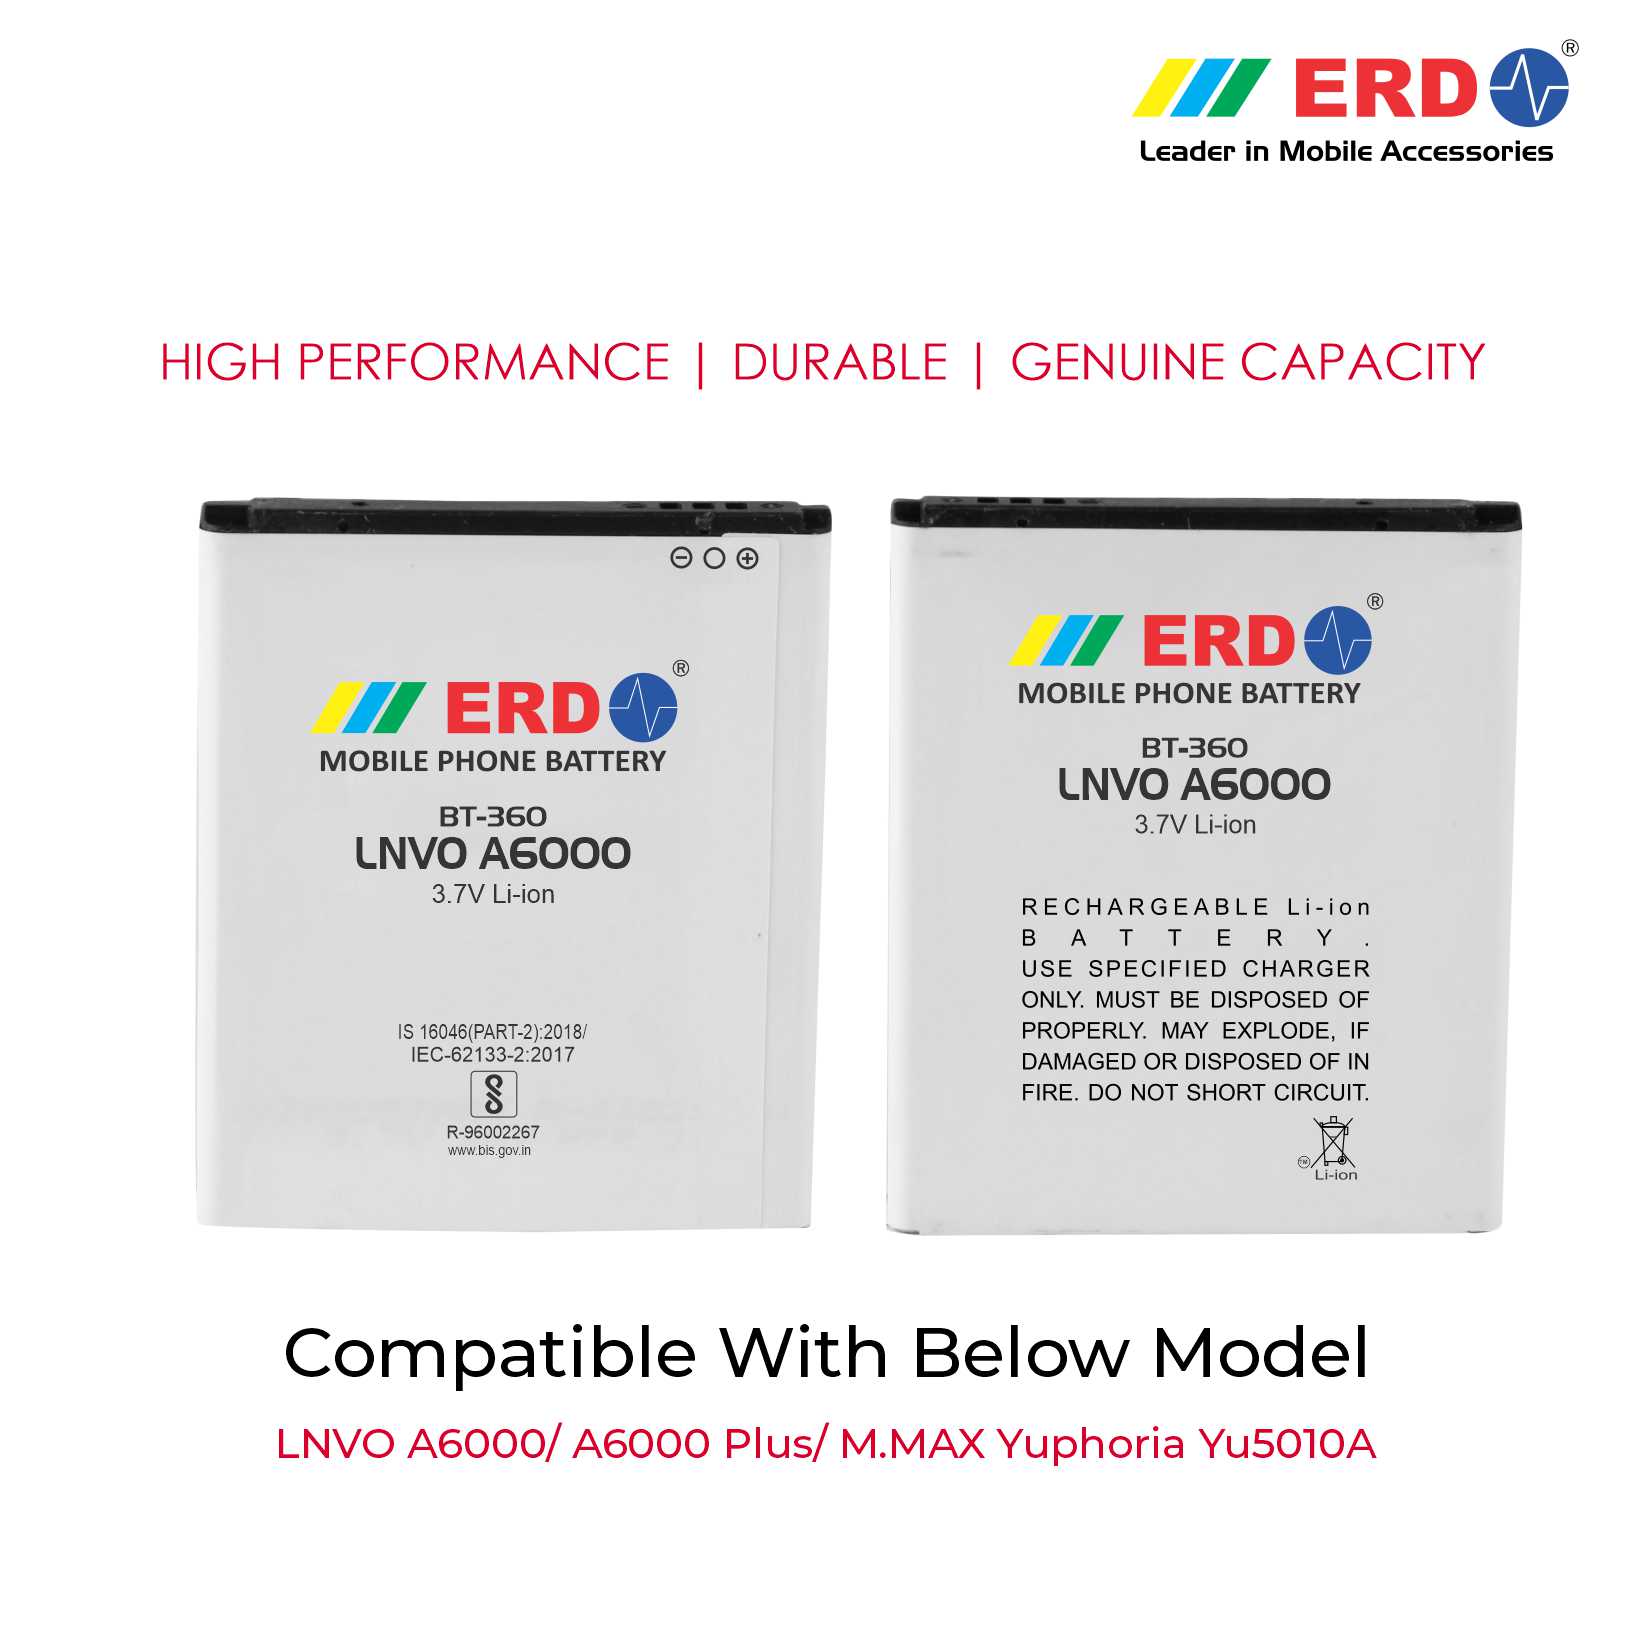 ERD ®
Leader in Mobile Accessories
HIGH PERFORMANCE | DURABLE | GENUINE CAPACITY
ERD ®
MOBILE PHONE BATTERY
BT-360
LNVO A6000
3.7V Li-ion
IS 16046(PART-2):2018/
IEC-62133-2:2017
R-96002267
www.bis.gov.in
ERD ®
MOBILE PHONE BATTERY
BT-360
LNVO A6000
3.7V Li-ion
RECHARGEABLE Li-ion
BATTERY.
USE SPECIFIED CHARGER
ONLY. MUST BE DISPOSED OF
PROPERLY. MAY EXPLODE, IF
DAMAGED OR DISPOSED OF IN
FIRE. DO NOT SHORT CIRCUIT.
TM
Li-ion
Compatible With Below Model
LNVO A6000/ A6000 Plus/ M.MAX Yuphoria Yu5010A